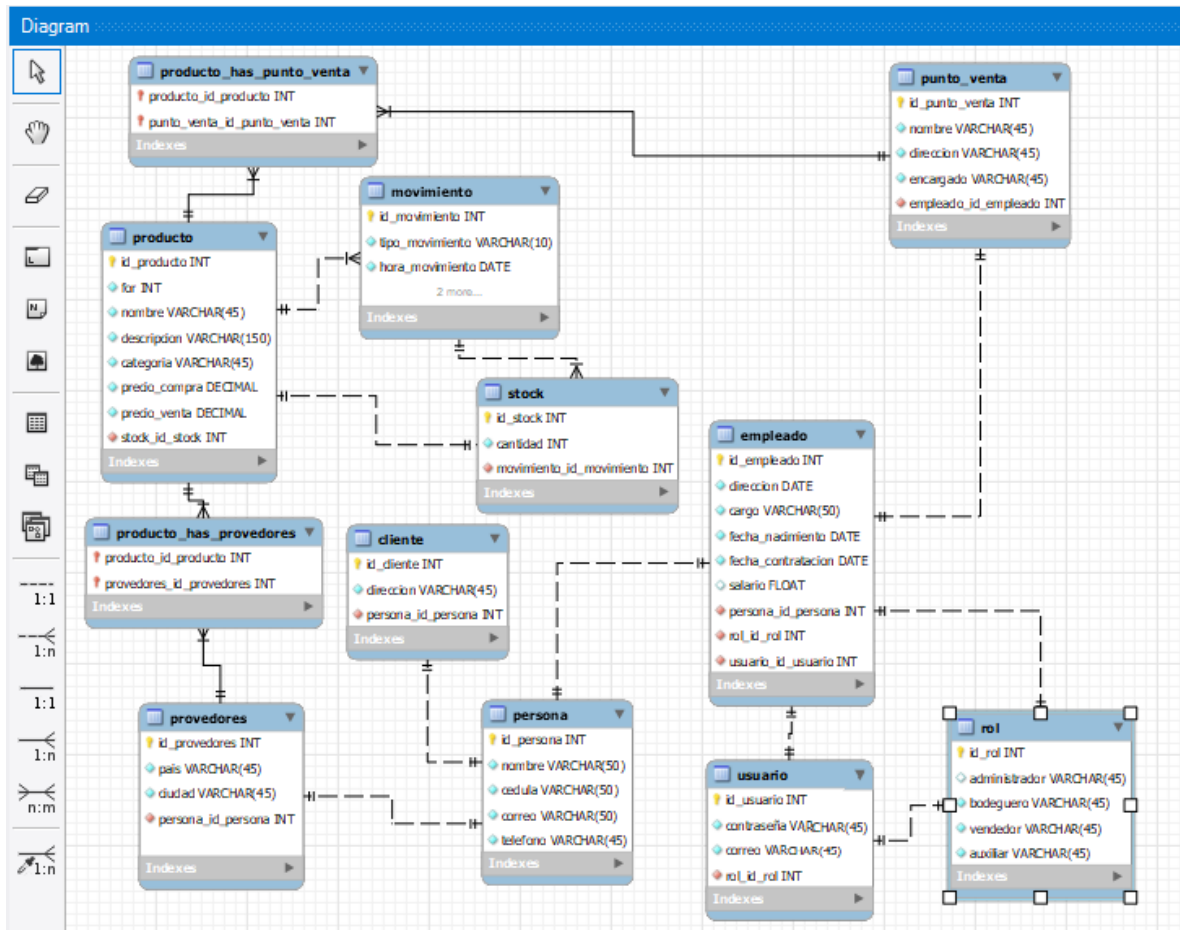 Diagram
producto_has_punto_venta
producto_id_producto INT
punto_venta_id_punto_venta INT
Indexes
punto_venta
id_punto_venta INT
nombre VARCHAR(45)
direccion VARCHAR(45)
encargado VARCHAR(45)
empleado_id_empleado INT
Indexes
movimiento
id_movimiento INT
tipo_movimiento VARCHAR(10)
hora_movimiento DATE
2 more...
Indexes
producto
id_producto INT
for INT
nombre VARCHAR(45)
descripcion VARCHAR(150)
categoria VARCHAR(45)
precio_compra DECIMAL
precio_venta DECIMAL
stock_id_stock INT
Indexes
stock
id_stock INT
cantidad INT
movimiento_id_movimiento INT
Indexes
empleado
id_empleado INT
direccion DATE
cargo VARCHAR(50)
fecha_nacimiento DATE
fecha_contratacion DATE
salario FLOAT
persona_id_persona INT
rol_id_rol INT
usuario_id_usuario INT
Indexes
producto_has_provedores
producto_id_producto INT
provedores_id_provedores INT
Indexes
cliente
id_cliente INT
direccion VARCHAR(45)
persona_id_persona INT
Indexes
provedores
id_provedores INT
pais VARCHAR(45)
ciudad VARCHAR(45)
persona_id_persona INT
Indexes
persona
id_persona INT
nombre VARCHAR(50)
cedula VARCHAR(50)
correo VARCHAR(50)
telefono VARCHAR(45)
Indexes
usuario
id_usuario INT
contraseña VARCHAR(45)
correo VARCHAR(45)
rol_id_rol INT
Indexes
rol
id_rol INT
administrador VARCHAR(45)
bodeguero VARCHAR(45)
vendedor VARCHAR(45)
auxiliar VARCHAR(45)
Indexes
1:1
1:n
1:1
1:n
n:m
1:n